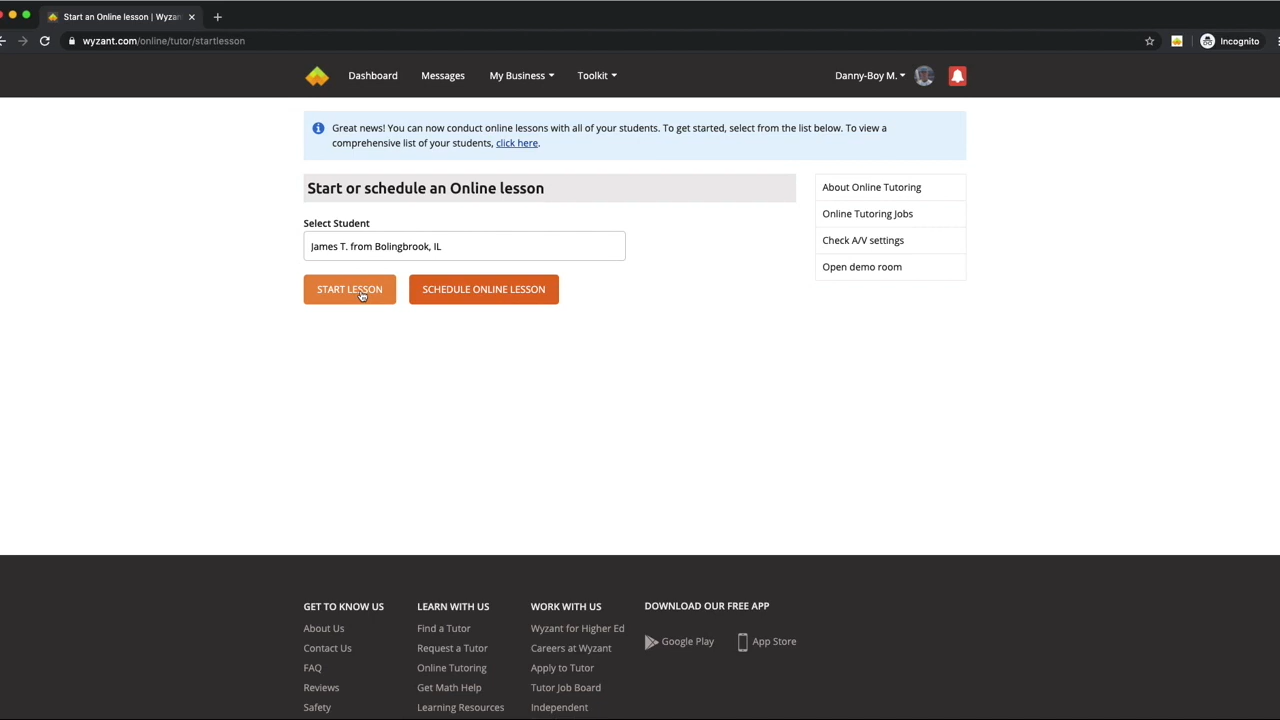 Start an Online lesson | Wyzan
wyzant.com/online/tutor/startlesson
Incognito
Dashboard
Messages
My Business
Toolkit
Danny-Boy M.
Great news! You can now conduct online lessons with all of your students. To get started, select from the list below. To view a
comprehensive list of your students, click here.
Start or schedule an Online lesson
Select Student
James T. from Bolingbrook, IL
START LESSON
SCHEDULE ONLINE LESSON
About Online Tutoring
Online Tutoring Jobs
Check A/V settings
Open demo room
GET TO KNOW US
About Us
Contact Us
FAQ
Reviews
Safety
LEARN WITH US
Find a Tutor
Request a Tutor
Online Tutoring
Get Math Help
Learning Resources
WORK WITH US
Wyzant for Higher Ed
Careers at Wyzant
Apply to Tutor
Tutor Job Board
Independent
DOWNLOAD OUR FREE APP
Google Play
App Store